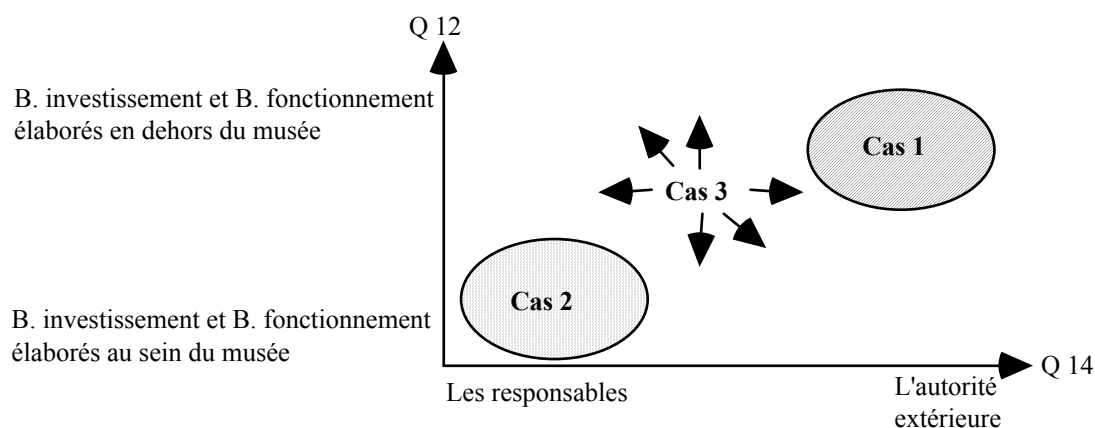 Q 12
B. investissement et B. fonctionnement
élaborés en dehors du musée
Cas 1
Cas 3
Cas 2
B. investissement et B. fonctionnement
élaborés au sein du musée
Q 14
Les responsables
L'autorité
extérieure